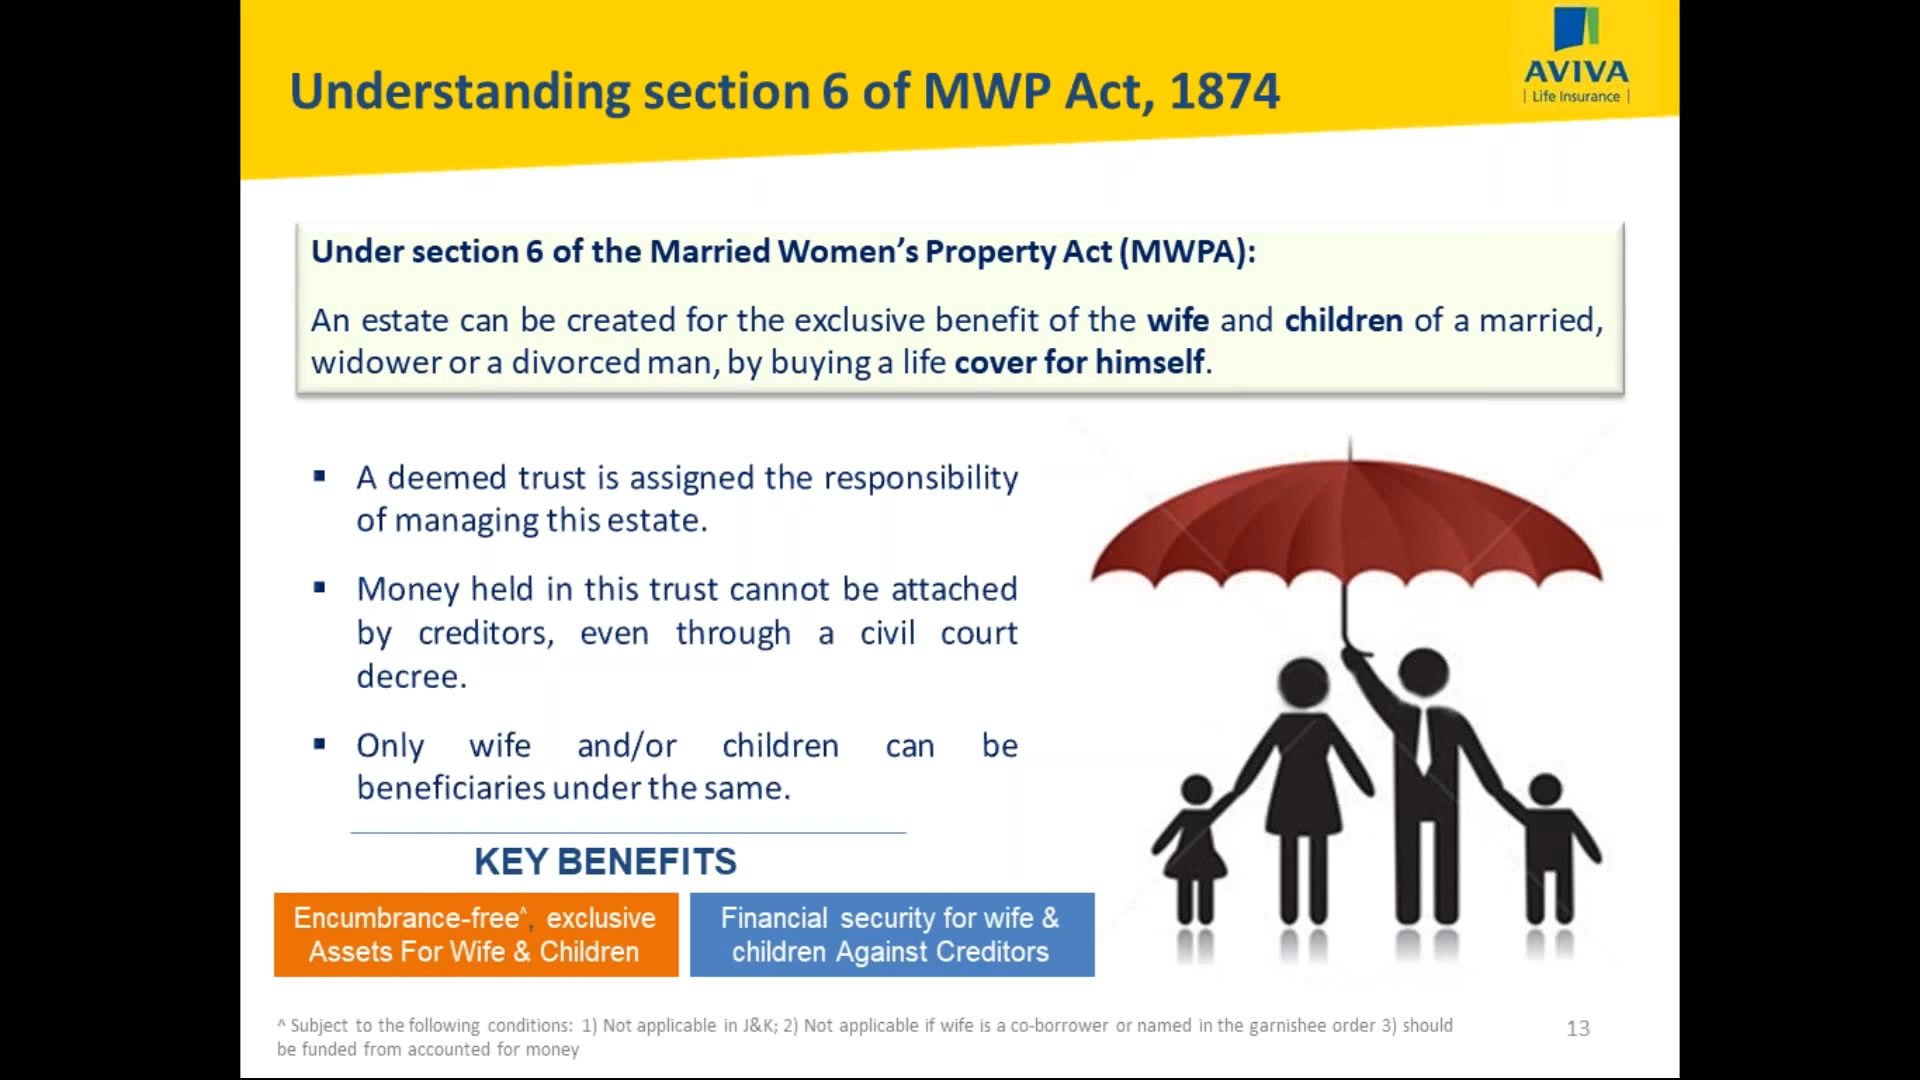 Understanding section 6 of MWP Act, 1874
AVIVA
| Life Insurance |
Under section 6 of the Married Women’s Property Act (MWPA):
An estate can be created for the exclusive benefit of the wife and children of a married,
widower or a divorced man, by buying a life cover for himself.
▪ A deemed trust is assigned the responsibility
of managing this estate.
▪ Money held in this trust cannot be attached
by creditors, even through a civil court
decree.
▪ Only wife and/or children can be
beneficiaries under the same.
KEY BENEFITS
Encumbrance-free^, exclusive
Assets For Wife & Children
Financial security for wife &
children Against Creditors
^ Subject to the following conditions: 1) Not applicable in J&K; 2) Not applicable if wife is a co-borrower or named in the garnishee order 3) should
be funded from accounted for money
13